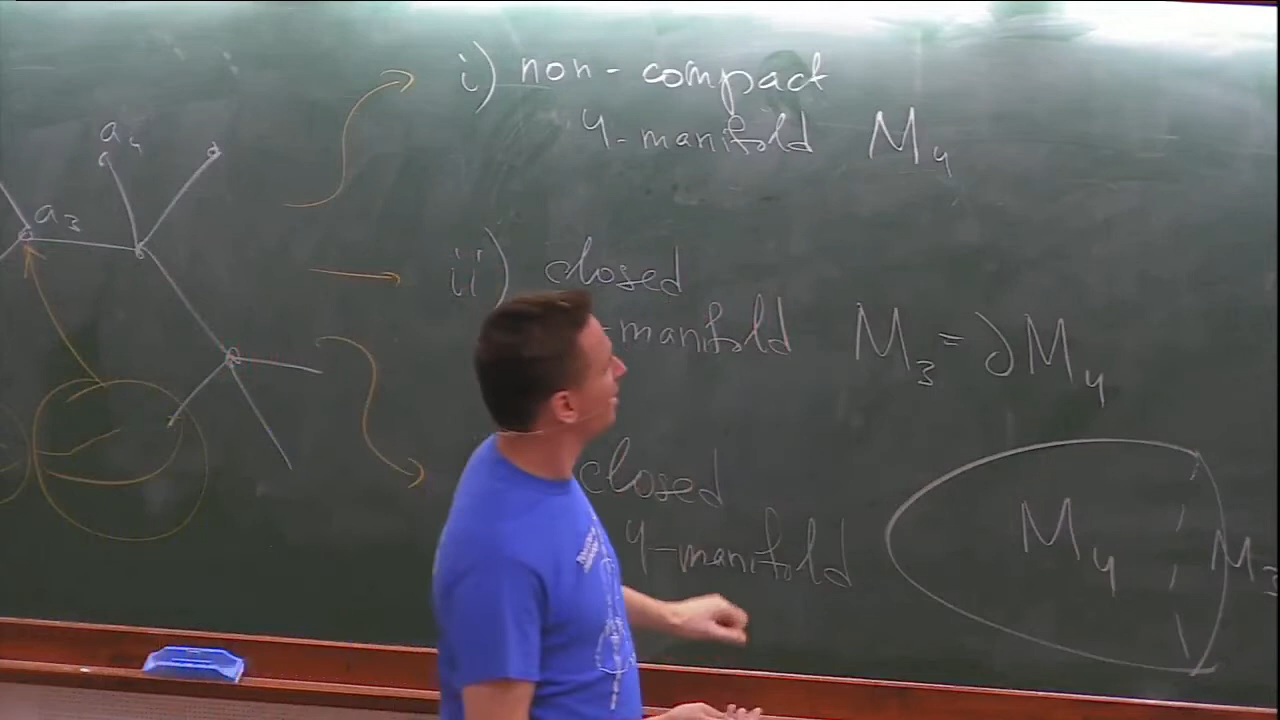 i) non-compact
4-manifold M₄
a₄
a₃
ii) closed
-manifold M₃ = ∂M₄
closed
4-manifold
M₄
M₃